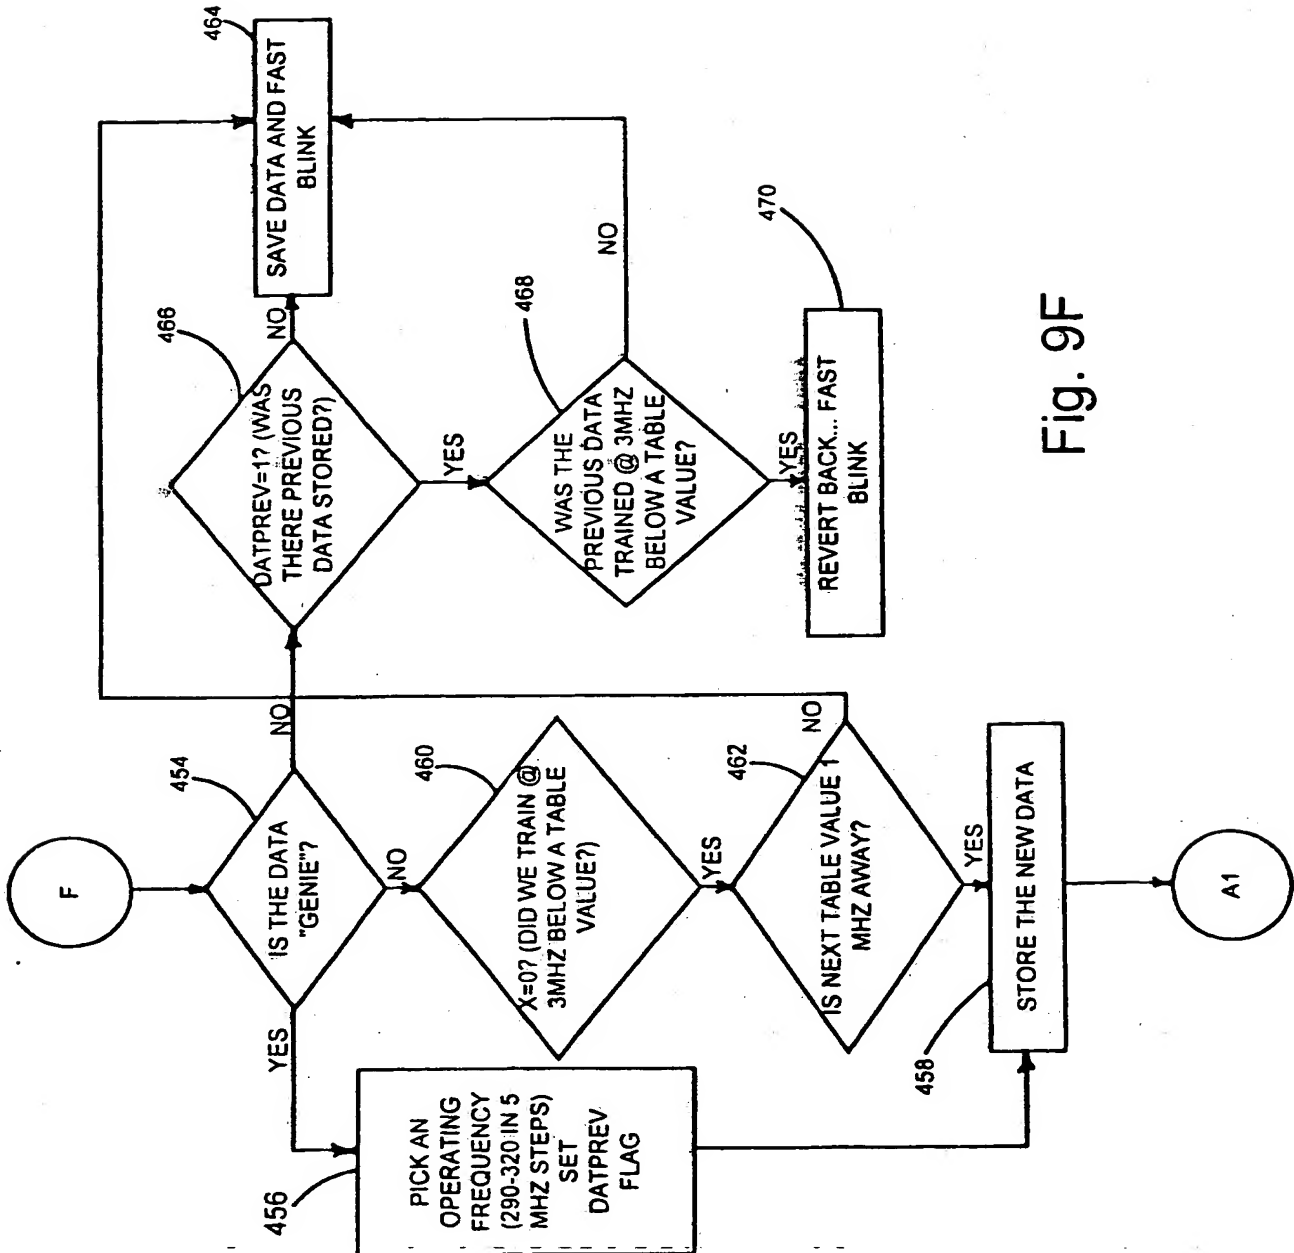 F
454
IS THE DATA
"GENIE"?
YES
NO
NO
456
PICK AN
OPERATING
FREQUENCY
(290-320 IN 5
MHZ STEPS)
SET
DATPREV
FLAG
460
X=0? (DID WE TRAIN @
3MHZ BELOW A TABLE
VALUE?)
YES
462
IS NEXT TABLE VALUE 1
MHZ AWAY?
NO
YES
458
STORE THE NEW DATA
A1
466
DATPREV=1? (WAS
THERE PREVIOUS
DATA STORED?)
NO
YES
464
SAVE DATA AND FAST
BLINK
468
WAS THE
PREVIOUS DATA
TRAINED @ 3MHZ
BELOW A TABLE
VALUE?
NO
YES
470
REVERT BACK... FAST
BLINK
Fig. 9F